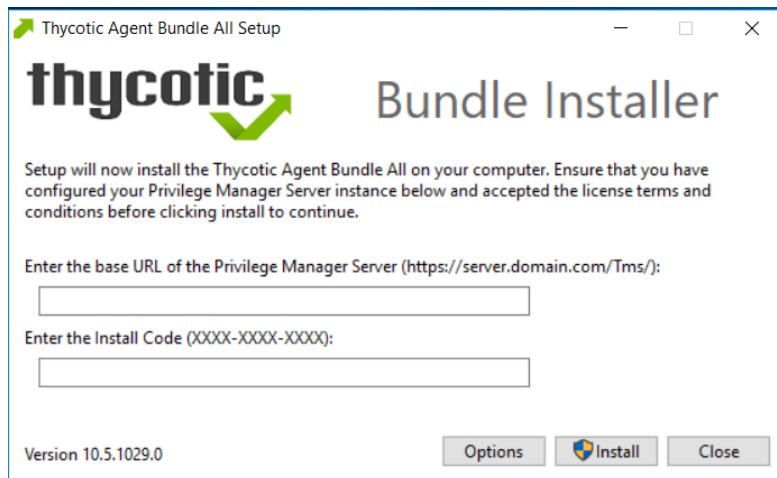 Thycotic Agent Bundle All Setup
thycotic
Bundle Installer
Setup will now install the Thycotic Agent Bundle All on your computer. Ensure that you have
configured your Privilege Manager Server instance below and accepted the license terms and
conditions before clicking install to continue.
Enter the base URL of the Privilege Manager Server (https://server.domain.com/Tms/):
Enter the Install Code (XXXX-XXXX-XXXX):
Version 10.5.1029.0
Options
Install
Close